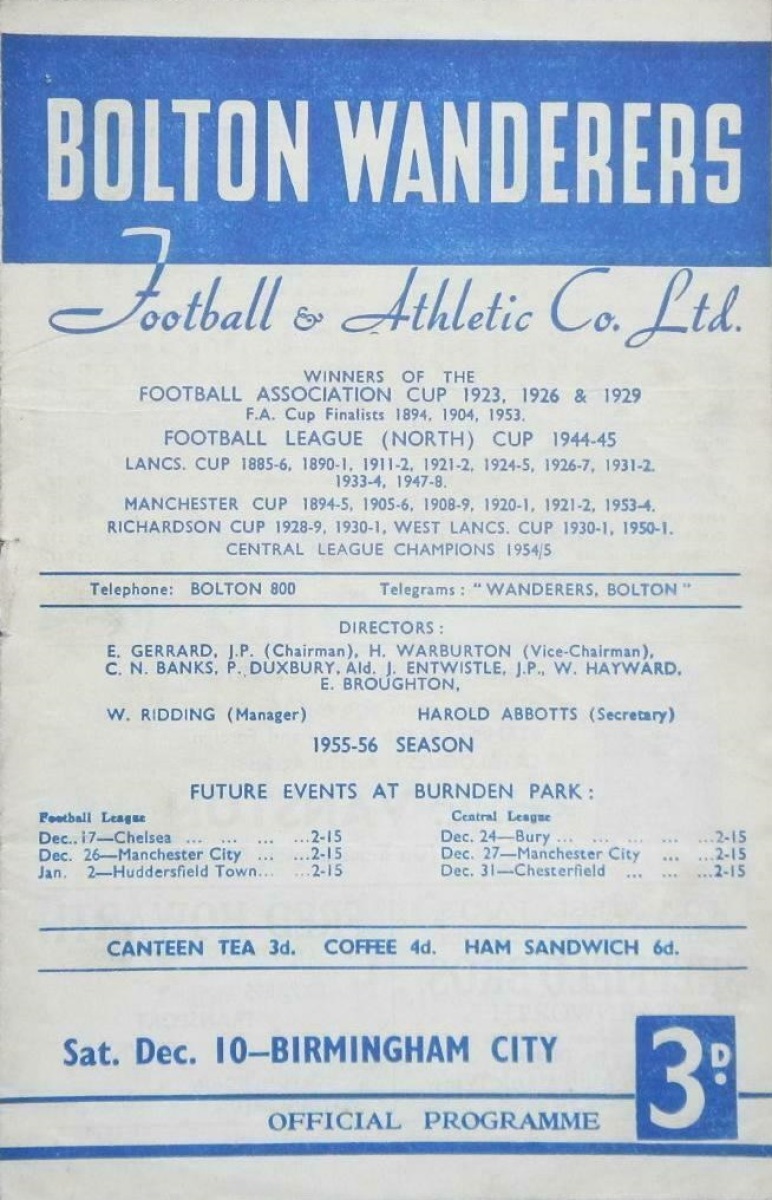 BOLTON WANDERERS
Football & Athletic Co. Ltd.
WINNERS OF THE
FOOTBALL ASSOCIATION CUP 1923, 1926 & 1929
F.A. Cup Finalists 1894, 1904, 1953.
FOOTBALL LEAGUE (NORTH) CUP 1944-45
LANCS. CUP 1885-6, 1890-1, 1911-2, 1921-2, 1924-5, 1926-7, 1931-2.
1933-4, 1947-8.
MANCHESTER CUP 1894-5, 1905-6, 1908-9, 1920-1, 1921-2, 1953-4.
RICHARDSON CUP 1928-9, 1930-1, WEST LANCS. CUP 1930-1, 1950-1.
CENTRAL LEAGUE CHAMPIONS 1954/5
Telephone: BOLTON 800 Telegrams: "WANDERERS, BOLTON"
DIRECTORS:
E. GERRARD, J.P. (Chairman), H. WARBURTON (Vice-Chairman),
C. N. BANKS, P. DUXBURY, Ald. J. ENTWISTLE, J.P., W. HAYWARD,
E. BROUGHTON,
W. RIDDING (Manager) HAROLD ABBOTTS (Secretary)
1955-56 SEASON
FUTURE EVENTS AT BURNDEN PARK:
Football League
Dec. 17—Chelsea ... ... ... ...2-15
Dec. 26—Manchester City ... ...2-15
Jan. 2—Huddersfield Town... ...2-15
Central League
Dec. 24—Bury ... ... ... ... ...2-15
Dec. 27—Manchester City ... ...2-15
Dec. 31—Chesterfield ... ... ...2-15
CANTEEN TEA 3d. COFFEE 4d. HAM SANDWICH 6d.
Sat. Dec. 10—BIRMINGHAM CITY
3D.
OFFICIAL PROGRAMME